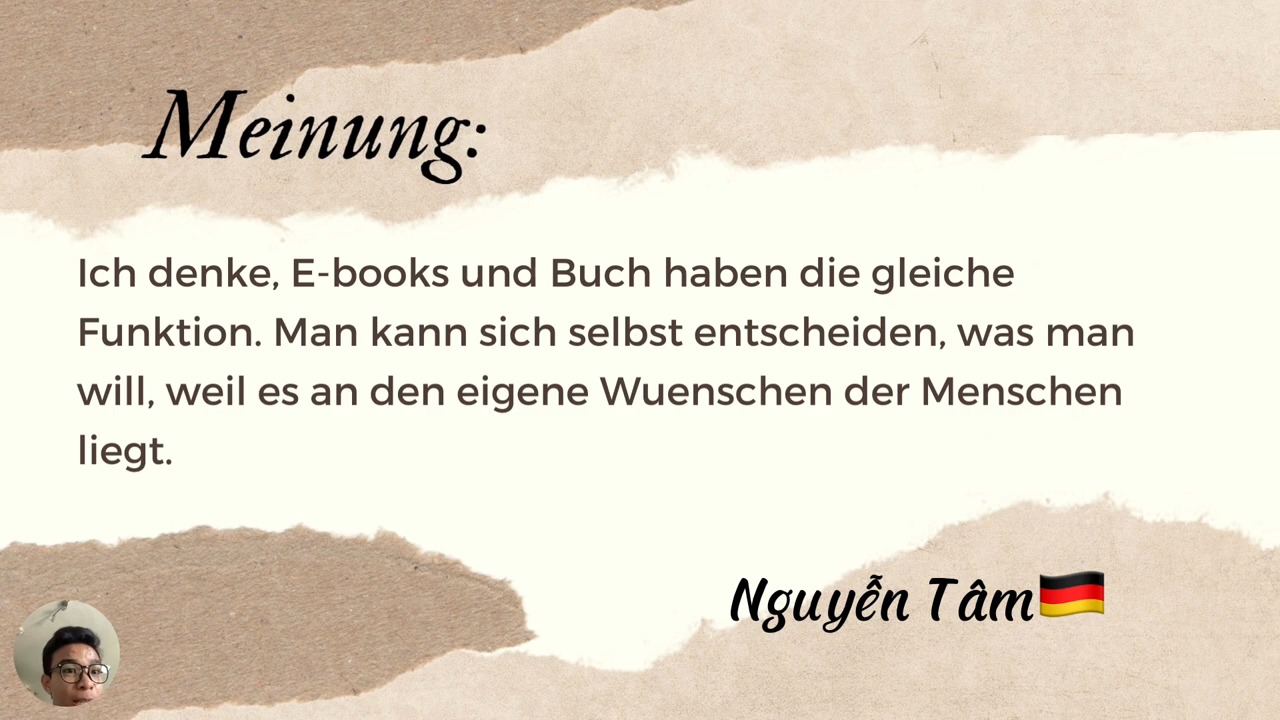 Meinung:
Ich denke, E-books und Buch haben die gleiche
Funktion. Man kann sich selbst entscheiden, was man
will, weil es an den eigene Wuenschen der Menschen
liegt.
Nguyễn Tâm